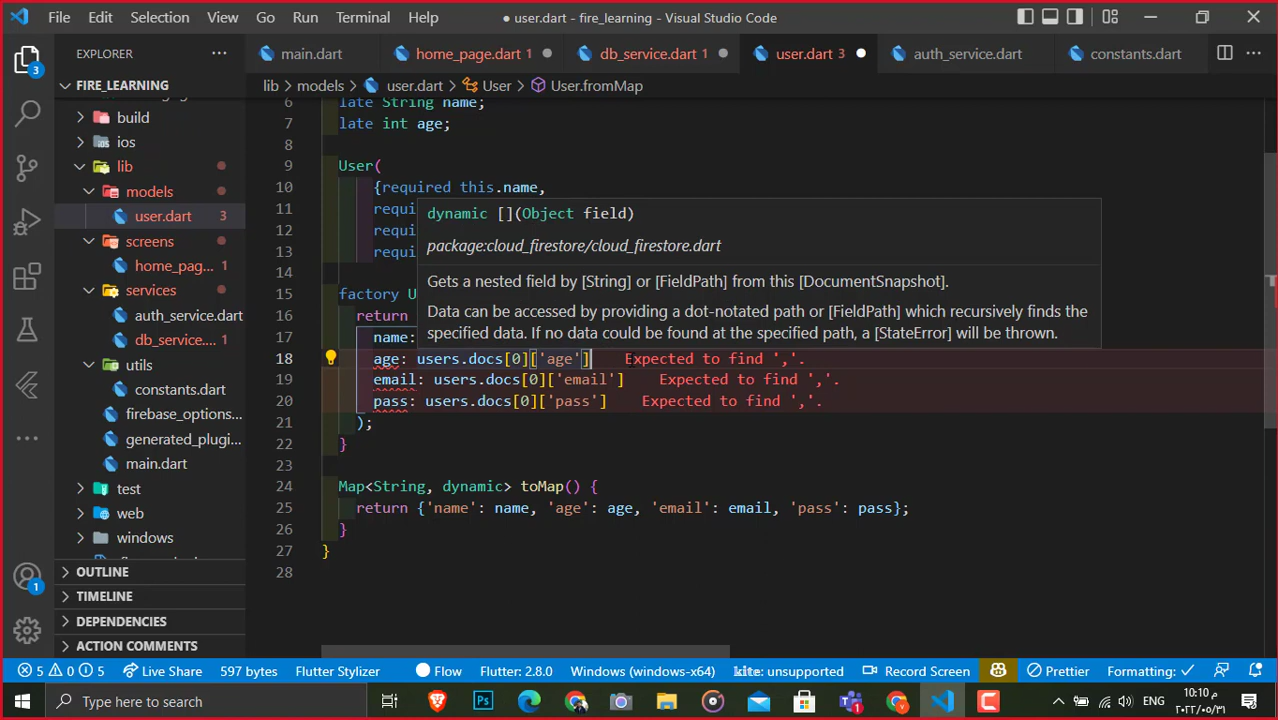 File Edit Selection View Go Run Terminal Help
● user.dart - fire_learning - Visual Studio Code
EXPLORER
main.dart
home_page.dart 1
db_service.dart 1
user.dart 3
auth_service.dart
constants.dart
FIRE_LEARNING
lib > models > user.dart > User > User.fromMap
build
ios
lib
models
user.dart 3
screens
home_pag... 1
services
auth_service.dart
db_service.... 1
utils
constants.dart
firebase_options...
generated_plugin...
main.dart
test
web
windows
OUTLINE
TIMELINE
DEPENDENCIES
ACTION COMMENTS
3
1
6 late String name;
7 late int age;
8
9 User(
10 {required this.name,
11 requi
12 requi
13 requi
14
15 factory U
16 return
17 name:
18 age: users.docs[0]['age'] Expected to find ','.
19 email: users.docs[0]['email'] Expected to find ','.
20 pass: users.docs[0]['pass'] Expected to find ','.
21 );
22 }
23
24 Map<String, dynamic> toMap() {
25 return {'name': name, 'age': age, 'email': email, 'pass': pass};
26 }
27 }
28
dynamic [](Object field)
package:cloud_firestore/cloud_firestore.dart
Gets a nested field by [String] or [FieldPath] from this [DocumentSnapshot].
Data can be accessed by providing a dot-notated path or [FieldPath] which recursively finds the
specified data. If no data could be found at the specified path, a [StateError] will be thrown.
5 0 5 Live Share 597 bytes Flutter Stylizer Flow Flutter: 2.8.0 Windows (windows-x64) kite: unsupported Record Screen Prettier Formatting: ✓
Type here to search
ENG
١٠:١٥ م